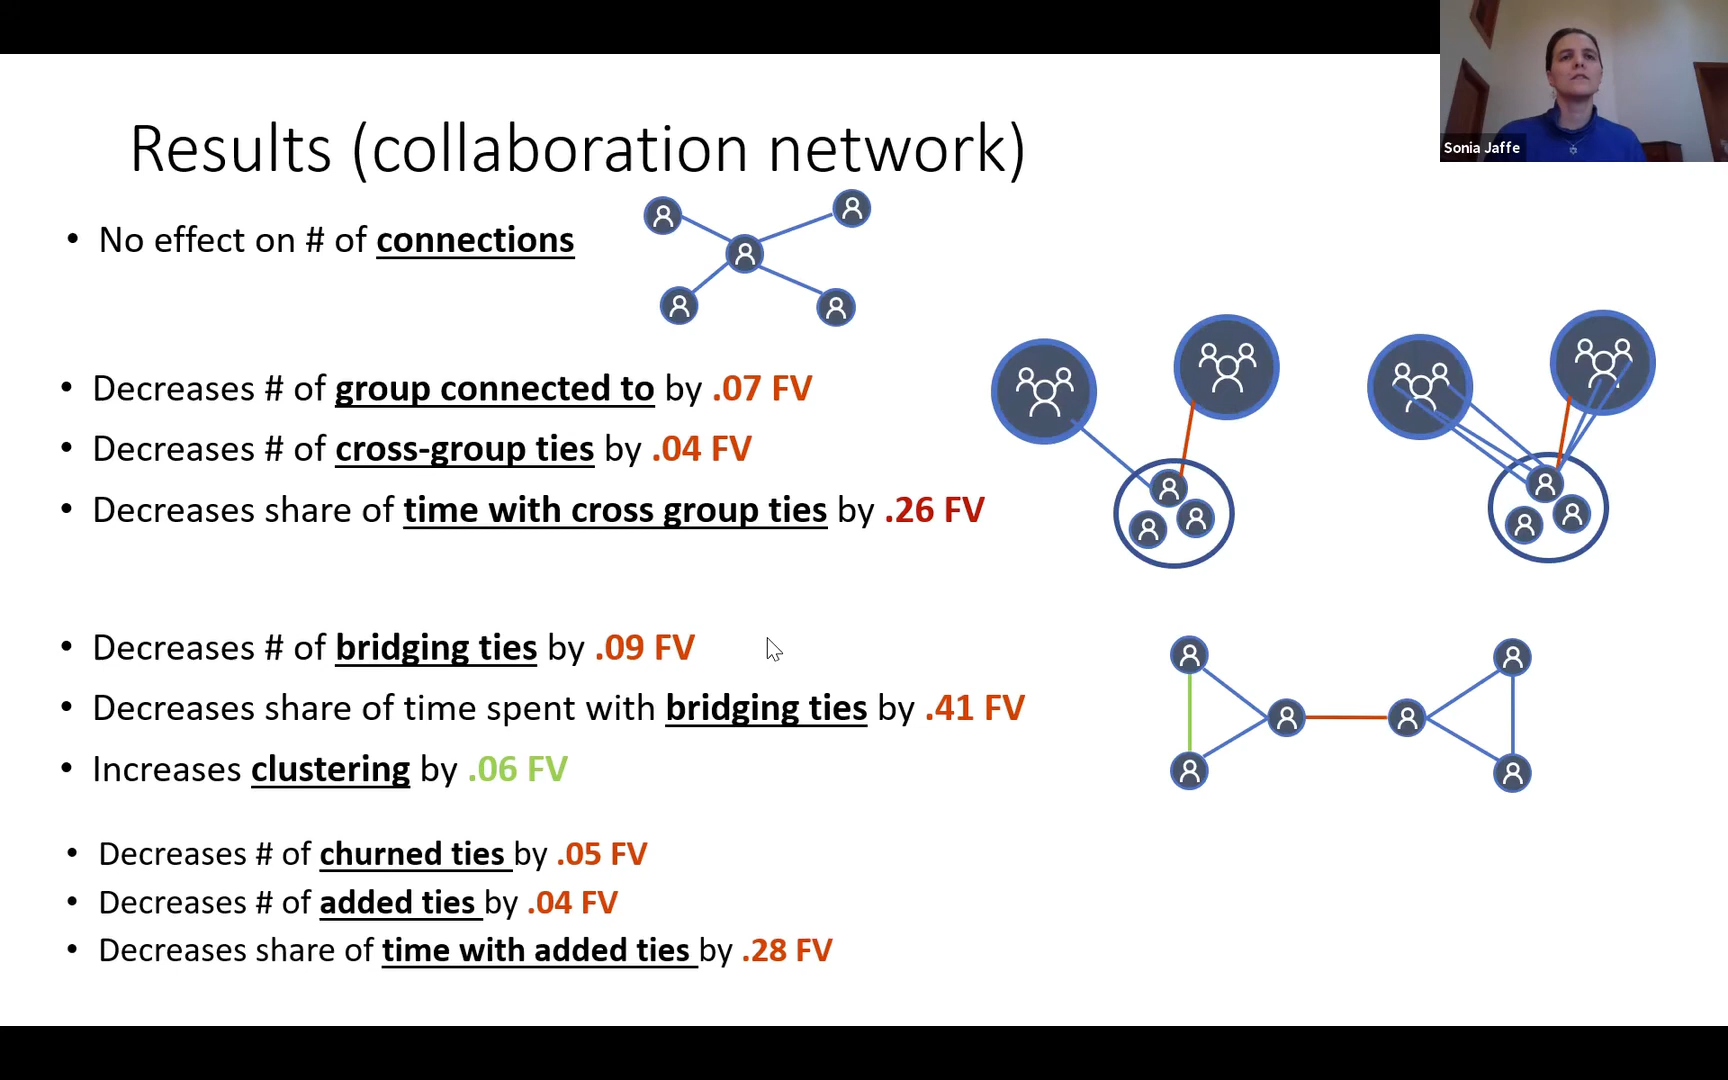 Sonia Jaffe
Results (collaboration network)
• No effect on # of connections
• Decreases # of group connected to by .07 FV
• Decreases # of cross-group ties by .04 FV
• Decreases share of time with cross group ties by .26 FV
• Decreases # of bridging ties by .09 FV
• Decreases share of time spent with bridging ties by .41 FV
• Increases clustering by .06 FV
• Decreases # of churned ties by .05 FV
• Decreases # of added ties by .04 FV
• Decreases share of time with added ties by .28 FV